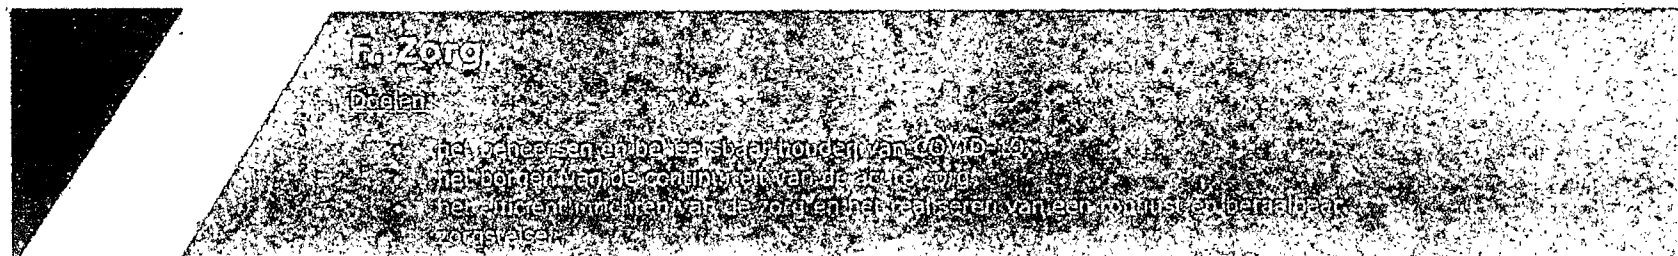 F. Zorg
Doelen:
• het beheersen en beheersbaar houden van COVID-19;
• het borgen van de continuïteit van de acute zorg;
• het efficiënt inrichten van de zorg en het realiseren van een robuust en betaalbaar
zorgstelsel.